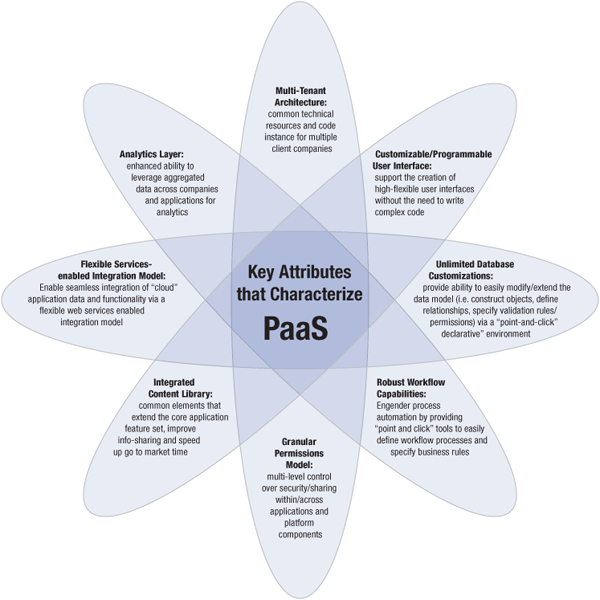 Multi-Tenant
Architecture:
common technical
resources and code
instance for multiple
client companies
Customizable/Programmable
User Interface:
support the creation of
high-flexible user interfaces
without the need to write
complex code
Unlimited Database
Customizations:
provide ability to easily modify/extend the
data model (i.e. construct objects, define
relationships, specify validation rules/
permissions) via a "point-and-click"
declarative" environment
Robust Workflow
Capabilities:
Engender process
automation by providing
"point and click" tools to easily
define workflow processes and
specify business rules
Granular
Permissions
Model:
multi-level control
over security/sharing
within/across
applications and
platform
components
Integrated
Content Library:
common elements that
extend the core application
feature set, improve
info-sharing and speed
up go to market time
Flexible Services-
enabled Integration Model:
Enable seamless integration of "cloud"
application data and functionality via a
flexible web services enabled
integration model
Analytics Layer:
enhanced ability to
leverage aggregated
data across companies
and applications for
analytics
Key Attributes
that Characterize
PaaS